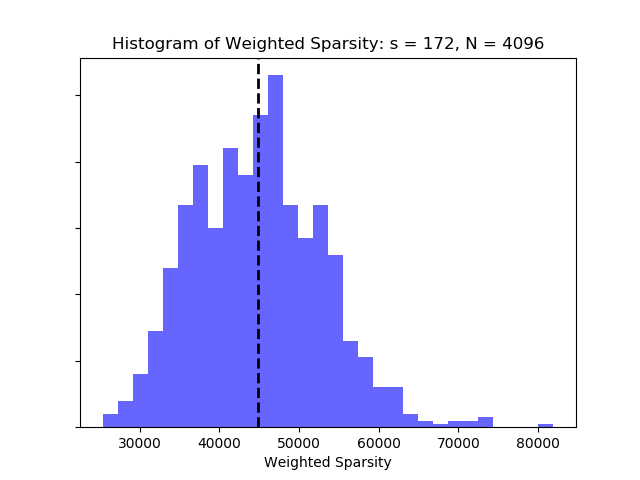 Histogram of Weighted Sparsity: s = 172, N = 4096
30000 40000 50000 60000 70000 80000
Weighted Sparsity